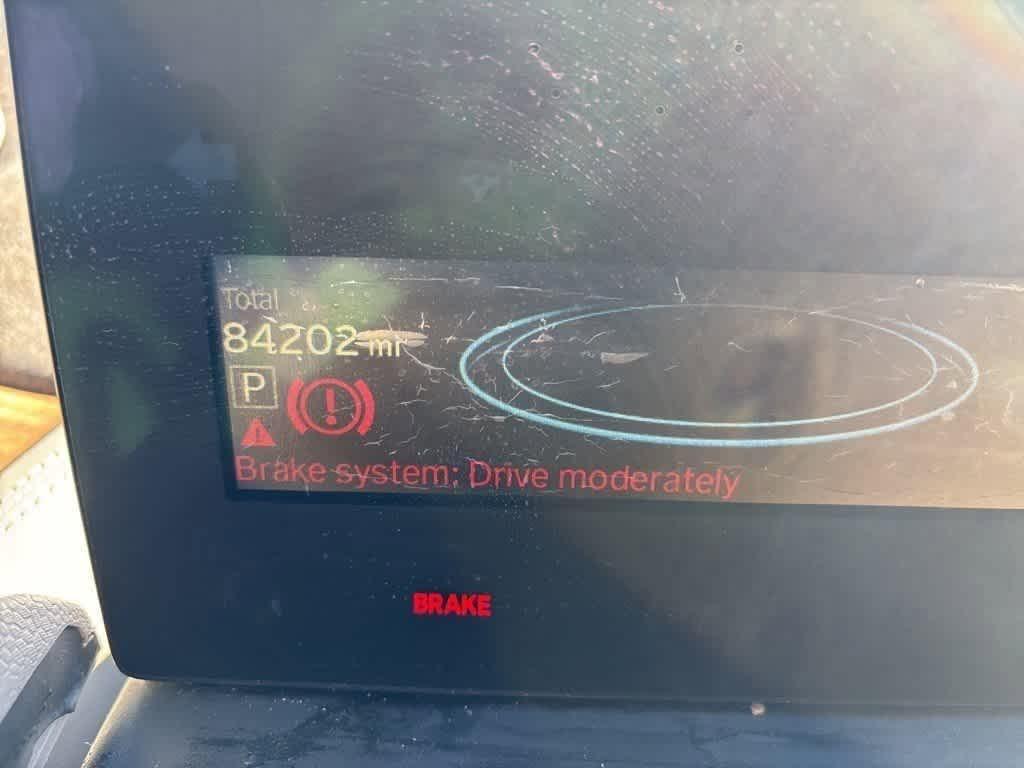 Total
84202 mi
P
!
!
Brake system: Drive moderately
BRAKE